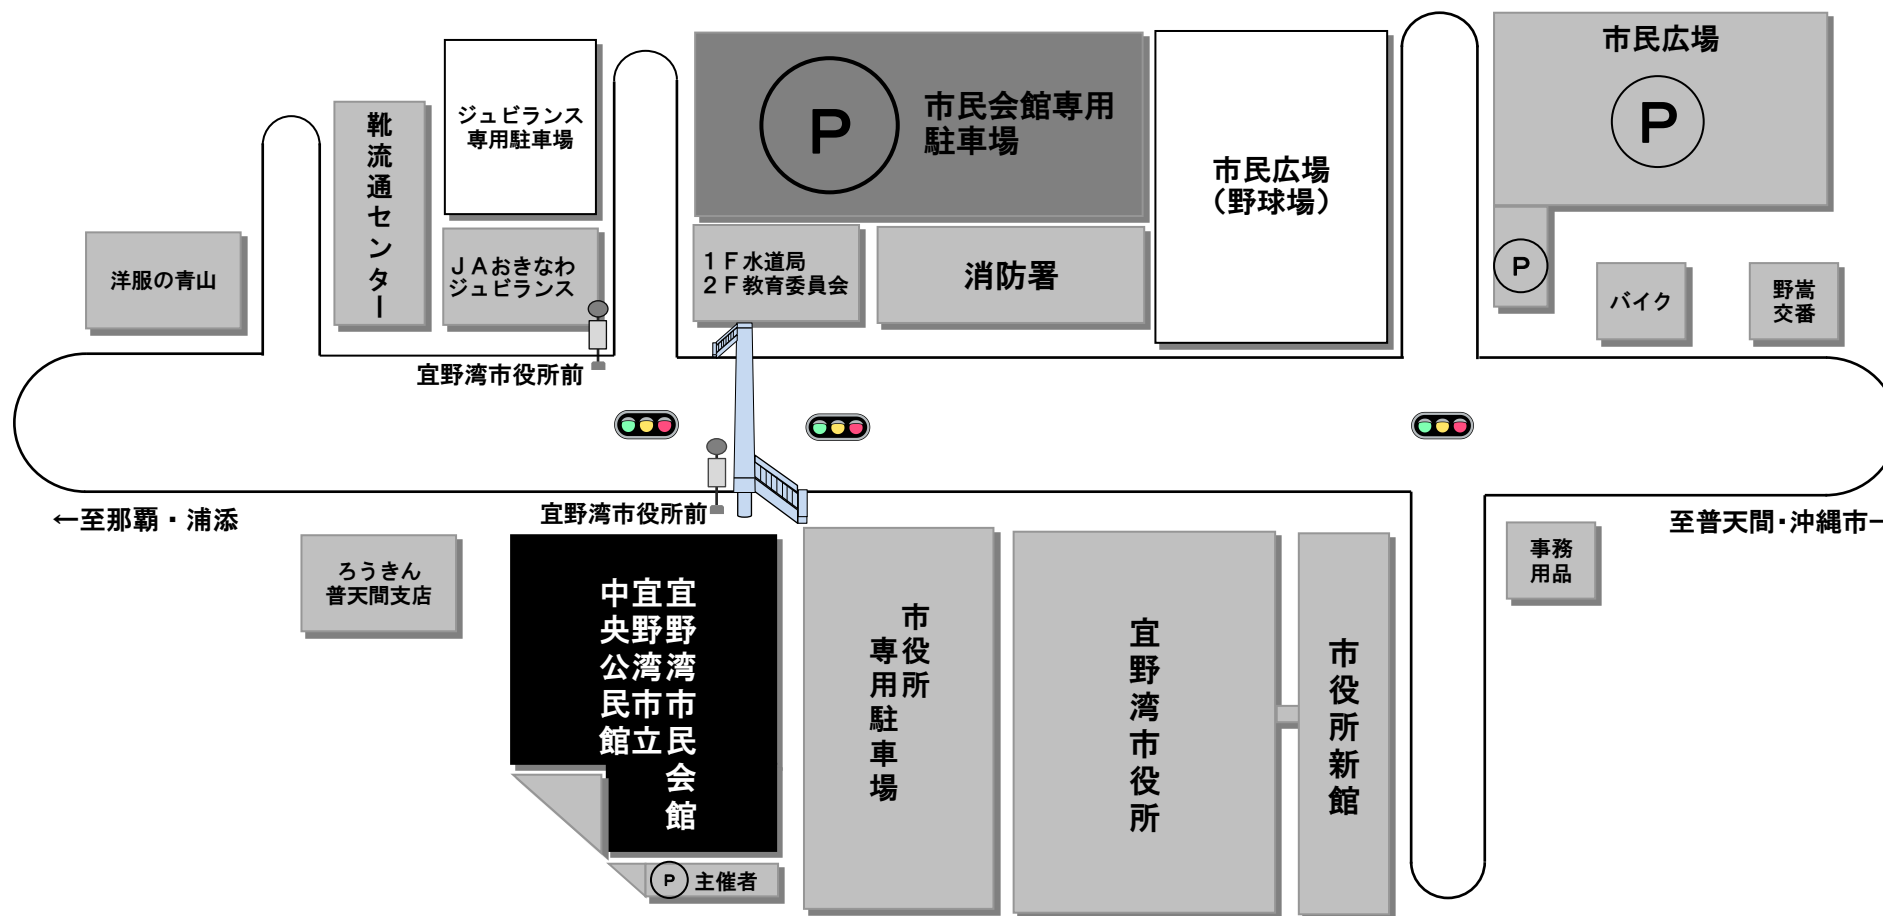 市民広場
P
ジュビランス
専用駐車場
P
市民会館専用
駐車場
靴流通センター
市民広場
（野球場）
洋服の青山
ＪＡおきなわ
ジュビランス
１Ｆ水道局
２Ｆ教育委員会
消防署
P
バイク
野嵩
交番
宜野湾市役所前
宜野湾市役所前
←至那覇・浦添
至普天間・沖縄市
ろうきん
普天間支店
宜野湾市民会館
宜野湾市立
中央公民館
市役所
専用駐車場
宜野湾市役所
市役所新館
事務
用品
P
主催者